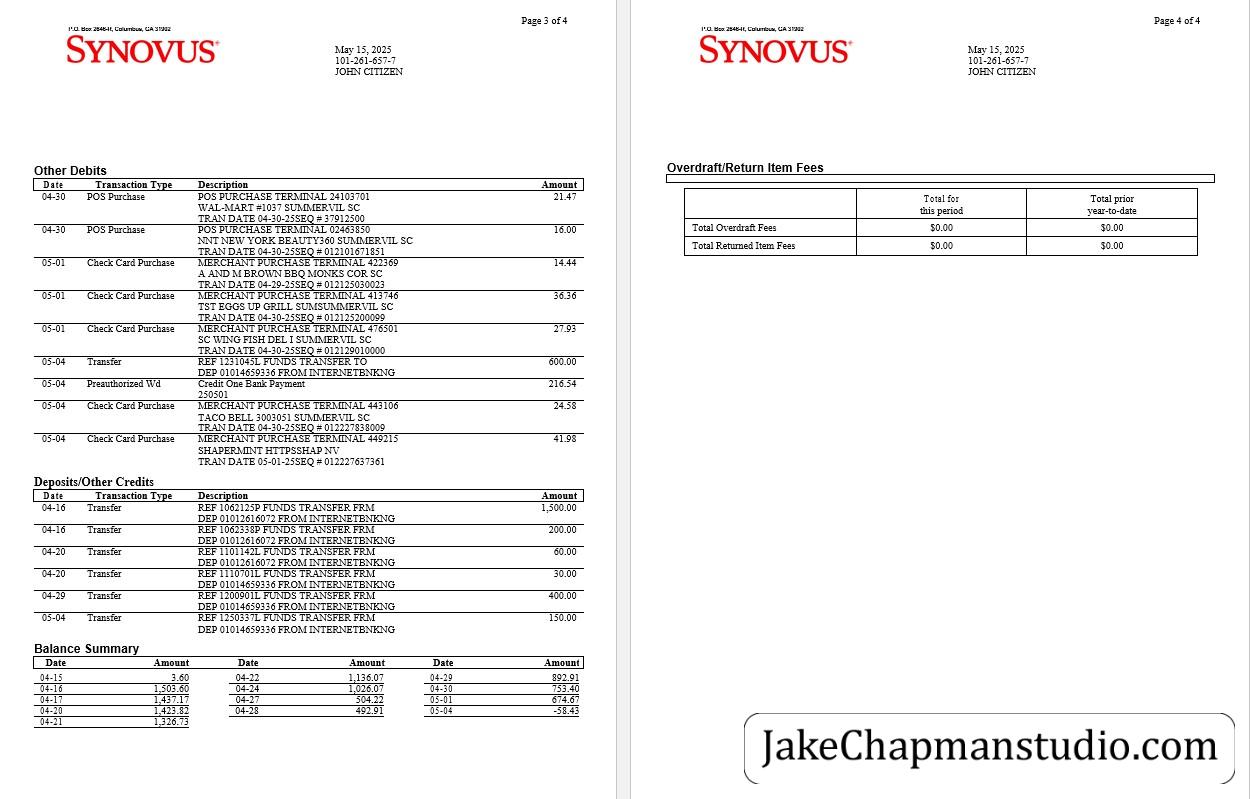 Page 3 of 4
P.O. Box 2646-H, Columbus, GA 31902
SYNOVUS®
May 15, 2025
101-261-657-7
JOHN CITIZEN
Other Debits
Date Transaction Type Description Amount
04-30 POS Purchase POS PURCHASE TERMINAL 24103701 21.47
WAL-MART #1037 SUMMERVIL SC
TRAN DATE 04-30-25SEQ # 37912500
04-30 POS Purchase POS PURCHASE TERMINAL 02463850 16.00
NNT NEW YORK BEAUTY360 SUMMERVIL SC
TRAN DATE 04-30-25SEQ # 012101671851
05-01 Check Card Purchase MERCHANT PURCHASE TERMINAL 422369 14.44
A AND M BROWN BBQ MONKS COR SC
TRAN DATE 04-29-25SEQ # 012125030023
05-01 Check Card Purchase MERCHANT PURCHASE TERMINAL 413746 36.36
TST EGGS UP GRILL SUMSUMMERVIL SC
TRAN DATE 04-30-25SEQ # 012125200099
05-01 Check Card Purchase MERCHANT PURCHASE TERMINAL 476501 27.93
SC WING FISH DEL I SUMMERVIL SC
TRAN DATE 04-30-25SEQ # 012129010000
05-04 Transfer REF 1231045L FUNDS TRANSFER TO 600.00
DEP 01014659336 FROM INTERNETBNKNG
05-04 Preauthorized Wd Credit One Bank Payment 216.54
250501
05-04 Check Card Purchase MERCHANT PURCHASE TERMINAL 443106 24.58
TACO BELL 3003051 SUMMERVIL SC
TRAN DATE 04-30-25SEQ # 012227838009
05-04 Check Card Purchase MERCHANT PURCHASE TERMINAL 449215 41.98
SHAPERMINT HTTPSSHAP NV
TRAN DATE 05-01-25SEQ # 012227637361
Deposits/Other Credits
Date Transaction Type Description Amount
04-16 Transfer REF 1062125P FUNDS TRANSFER FRM 1,500.00
DEP 01012616072 FROM INTERNETBNKNG
04-16 Transfer REF 1062338P FUNDS TRANSFER FRM 200.00
DEP 01012616072 FROM INTERNETBNKNG
04-20 Transfer REF 1101142L FUNDS TRANSFER FRM 60.00
DEP 01012616072 FROM INTERNETBNKNG
04-20 Transfer REF 1110701L FUNDS TRANSFER FRM 30.00
DEP 01014659336 FROM INTERNETBNKNG
04-29 Transfer REF 1200901L FUNDS TRANSFER FRM 400.00
DEP 01014659336 FROM INTERNETBNKNG
05-04 Transfer REF 1250337L FUNDS TRANSFER FRM 150.00
DEP 01014659336 FROM INTERNETBNKNG
Balance Summary
Date Amount Date Amount Date Amount
04-15 3.60 04-22 1,136.07 04-29 892.91
04-16 1,503.60 04-24 1,026.07 04-30 753.40
04-17 1,437.17 04-27 504.22 05-01 674.67
04-20 1,423.82 04-28 492.91 05-04 -58.43
04-21 1,326.73
Page 4 of 4
P.O. Box 2646-H, Columbus, GA 31902
SYNOVUS®
May 15, 2025
101-261-657-7
JOHN CITIZEN
Overdraft/Return Item Fees
Total for Total prior
this period year-to-date
Total Overdraft Fees $0.00 $0.00
Total Returned Item Fees $0.00 $0.00
JakeChapmanstudio.com